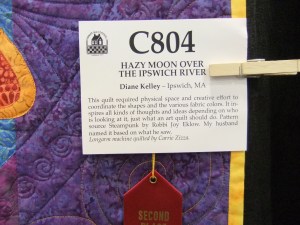 C804
HAZY MOON OVER
THE IPSWICH RIVER
Diane Kelley – Ipswich, MA
This quilt required physical space and creative effort to
coordinate the shapes and the various fabric colors. It in-
spires all kinds of thoughts and ideas depending on who
is looking at it, just what an art quilt should do. Pattern
source Steampunk by Robbi Joy Eklow. My husband
named it based on what he saw.
Longarm machine quilted by Carrie Zizza
SECOND
PLACE